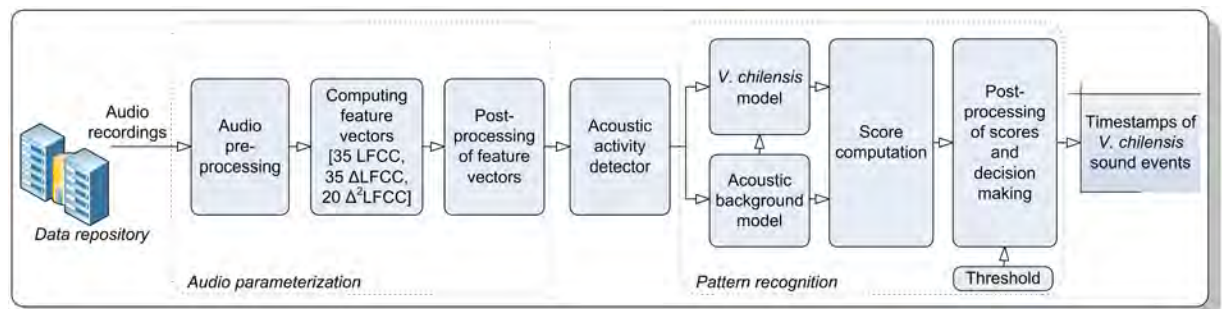 Audio
recordings
Data repository
Audio
pre-
processing
Computing
feature
vectors
[35 LFCC,
35 ΔLFCC,
20 Δ²LFCC]
Post-
processing
of feature
vectors
Audio parameterization
Acoustic
activity
detector
V. chilensis
model
Acoustic
background
model
Score
computation
Post-
processing
of scores
and
decision
making
Threshold
Pattern recognition
Timestamps of
V. chilensis
sound events